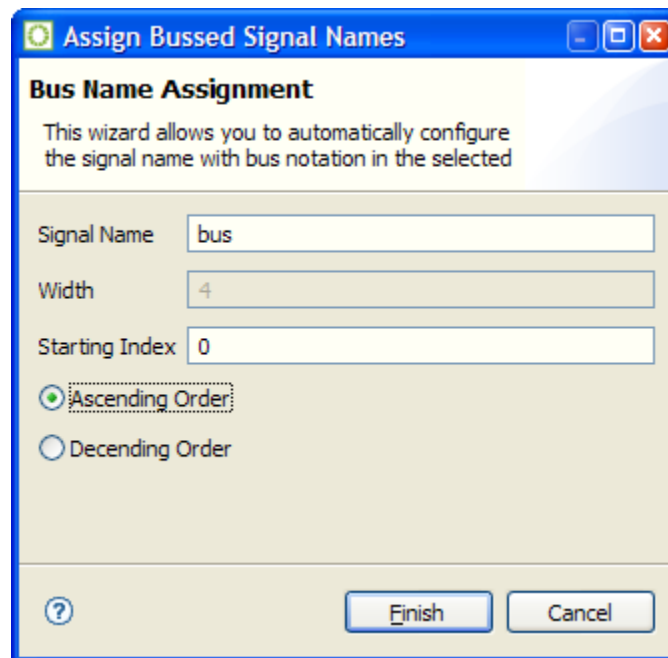 Assign Bussed Signal Names
Bus Name Assignment
This wizard allows you to automatically configure
the signal name with bus notation in the selected
Signal Name bus
Width 4
Starting Index 0
Ascending Order
Decending Order
? Finish Cancel